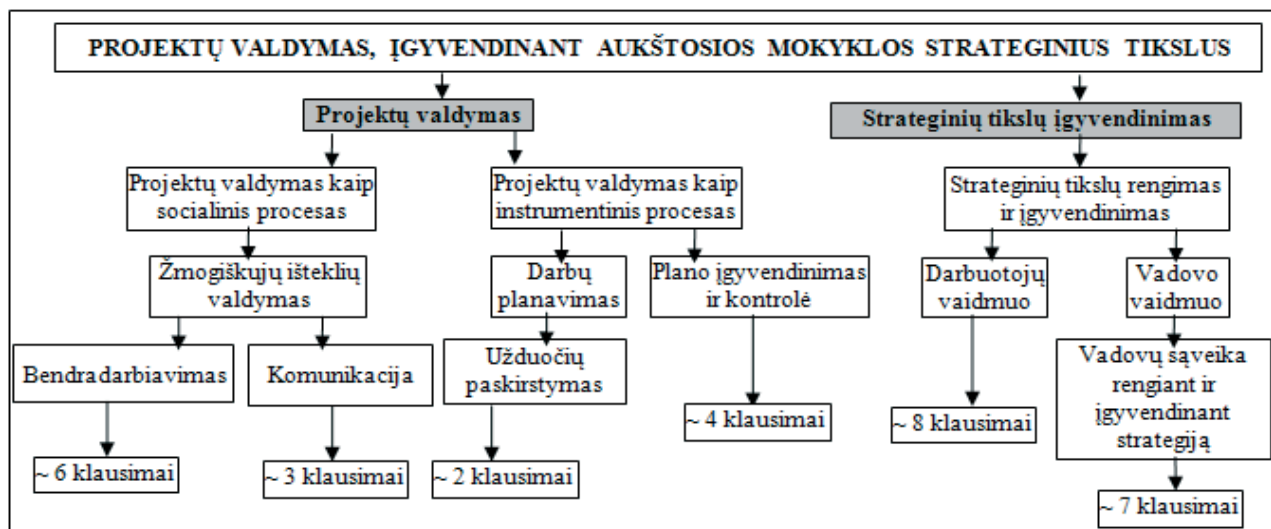 PROJEKTŲ VALDYMAS, ĮGYVENDINANT AUKŠTOSIOS MOKYKLOS STRATEGINIUS TIKSLUS
Projektų valdymas
Strateginių tikslų įgyvendinimas
Projektų valdymas kaip
socialinis procesas
Projektų valdymas kaip
instrumentinis procesas
Strateginių tikslų rengimas
ir įgyvendinimas
Žmogiškujų išteklių
valdymas
Darbų
planavimas
Plano įgyvendinimas
ir kontrolė
Darbuotojų
vaidmuo
Vadovo
vaidmuo
Bendradarbiavimas
Komunikacija
Užduočių
paskirstymas
Vadovų sąveika
rengiant ir
įgyvendinant
strategiją
~ 6 klausimai
~ 3 klausimai
~ 2 klausimai
~ 4 klausimai
~ 8 klausimai
~ 7 klausimai